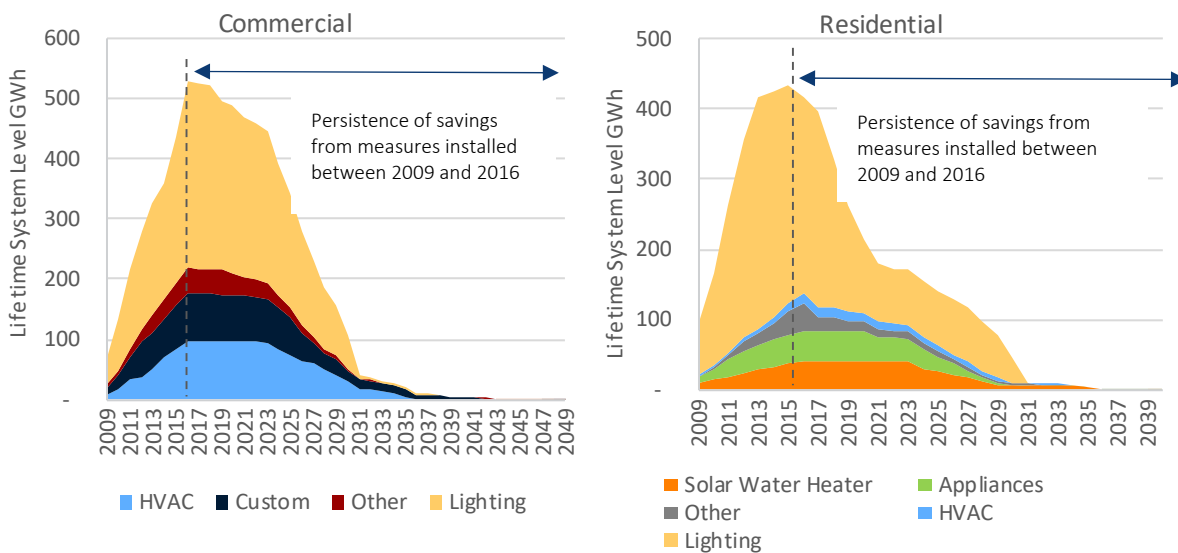 Commercial
Lifetime System Level GWh
600
500
400
300
200
100
-
Persistence of savings
from measures installed
between 2009 and 2016
2009
2011
2013
2015
2017
2019
2021
2023
2025
2027
2029
2031
2033
2035
2037
2039
2041
2043
2045
2047
2049
HVAC
Custom
Other
Lighting
Residential
Lifetime System Level GWh
500
400
300
200
100
-
Persistence of savings from
measures installed between
2009 and 2016
2009
2011
2013
2015
2017
2019
2021
2023
2025
2027
2029
2031
2033
2035
2037
2039
Solar Water Heater
Appliances
Other
HVAC
Lighting